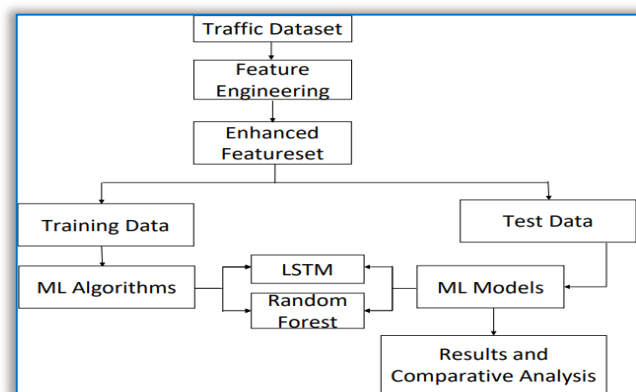 Traffic Dataset
Feature
Engineering
Enhanced
Featureset
Training Data
Test Data
ML Algorithms
LSTM
Random
Forest
ML Models
Results and
Comparative Analysis